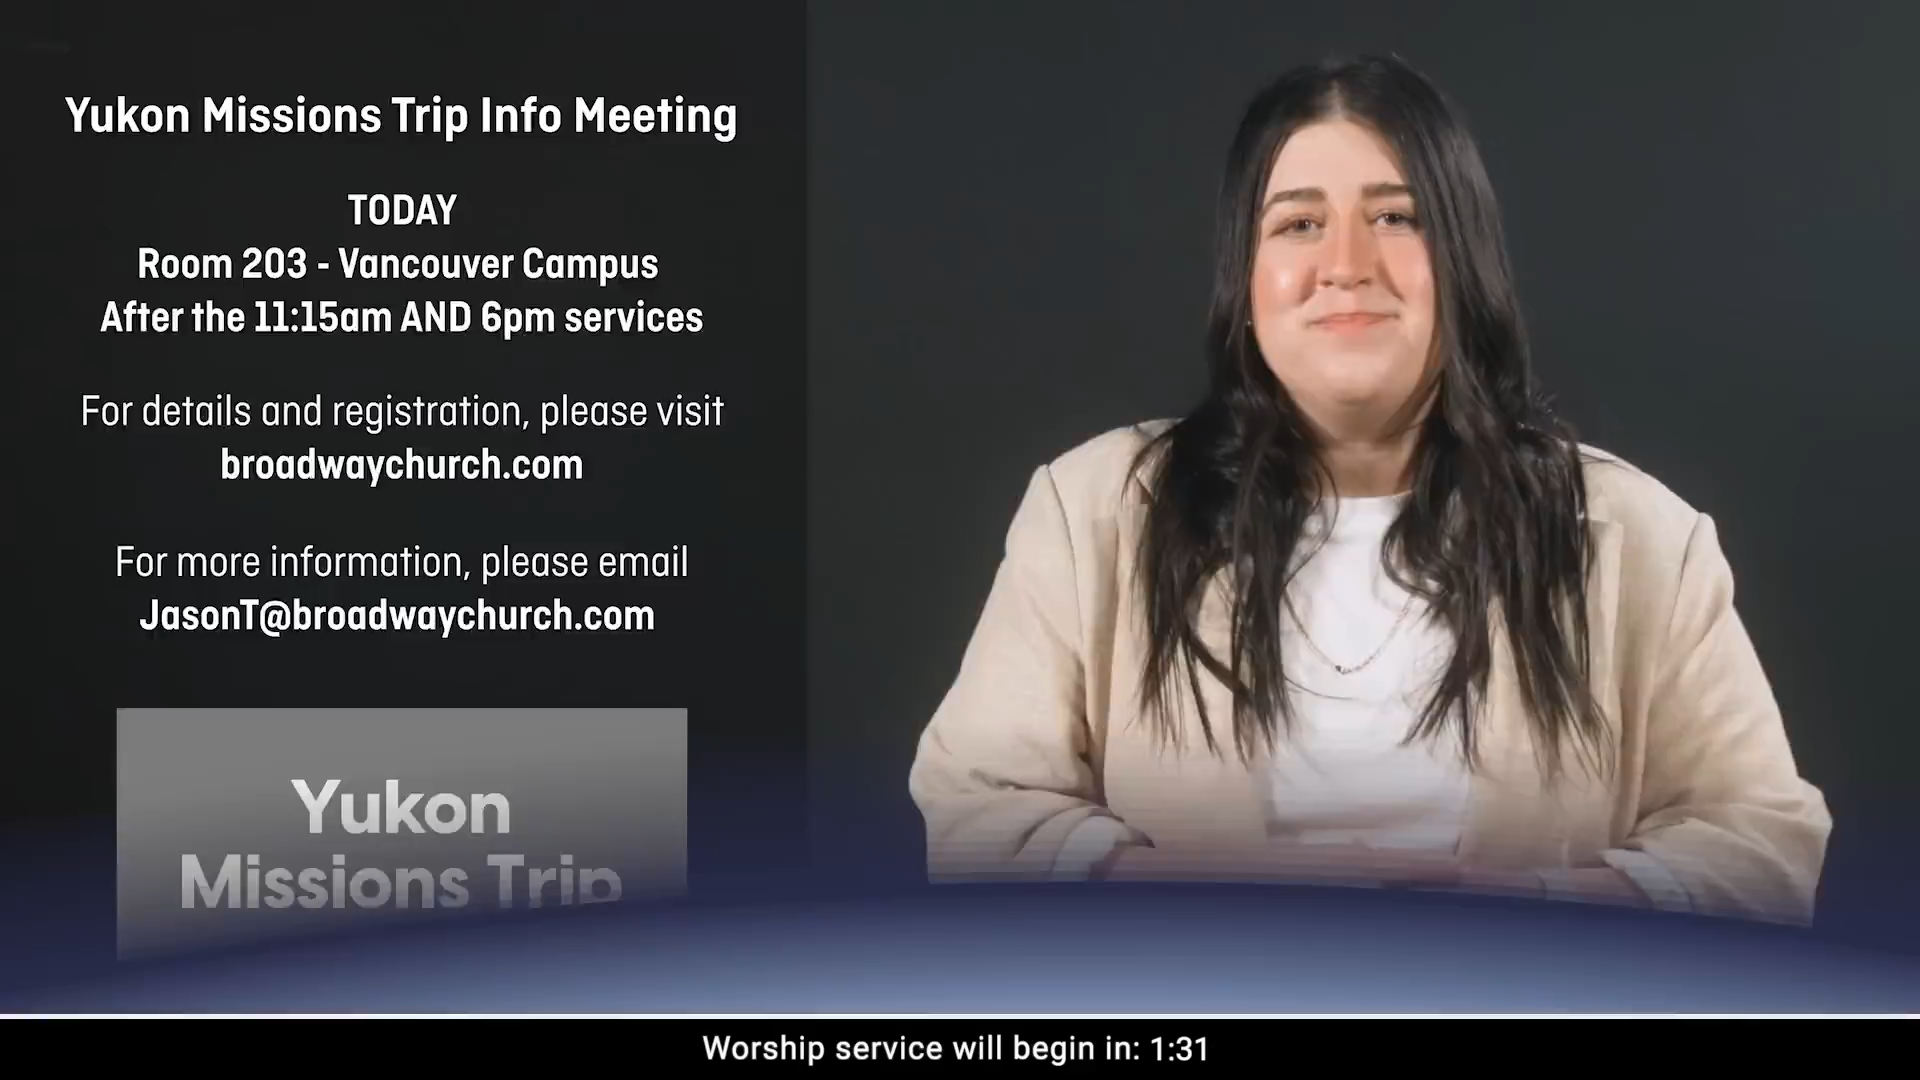 Yukon Missions Trip Info Meeting
TODAY
Room 203 - Vancouver Campus
After the 11:15am AND 6pm services
For details and registration, please visit
broadwaychurch.com
For more information, please email
JasonT@broadwaychurch.com
Yukon
Missions Trip
Worship service will begin in: 1:31